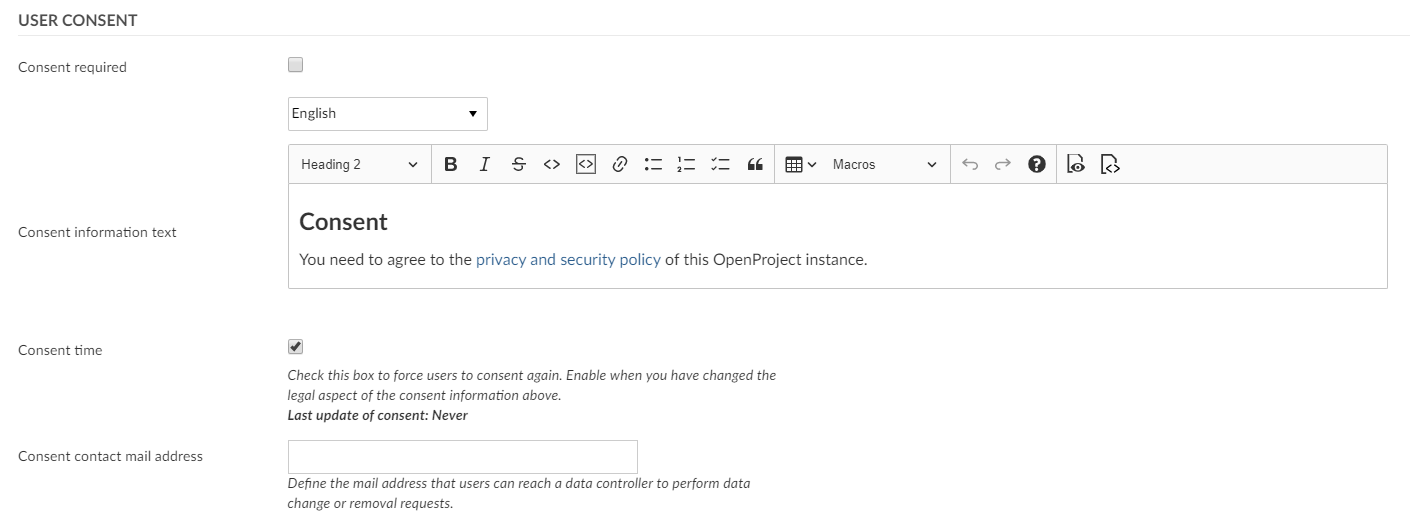 USER CONSENT
Consent required
English
Heading 2 Macros
Consent information text
Consent
You need to agree to the privacy and security policy of this OpenProject instance.
Consent time
Check this box to force users to consent again. Enable when you have changed the
legal aspect of the consent information above.
Last update of consent: Never
Consent contact mail address
Define the mail address that users can reach a data controller to perform data
change or removal requests.